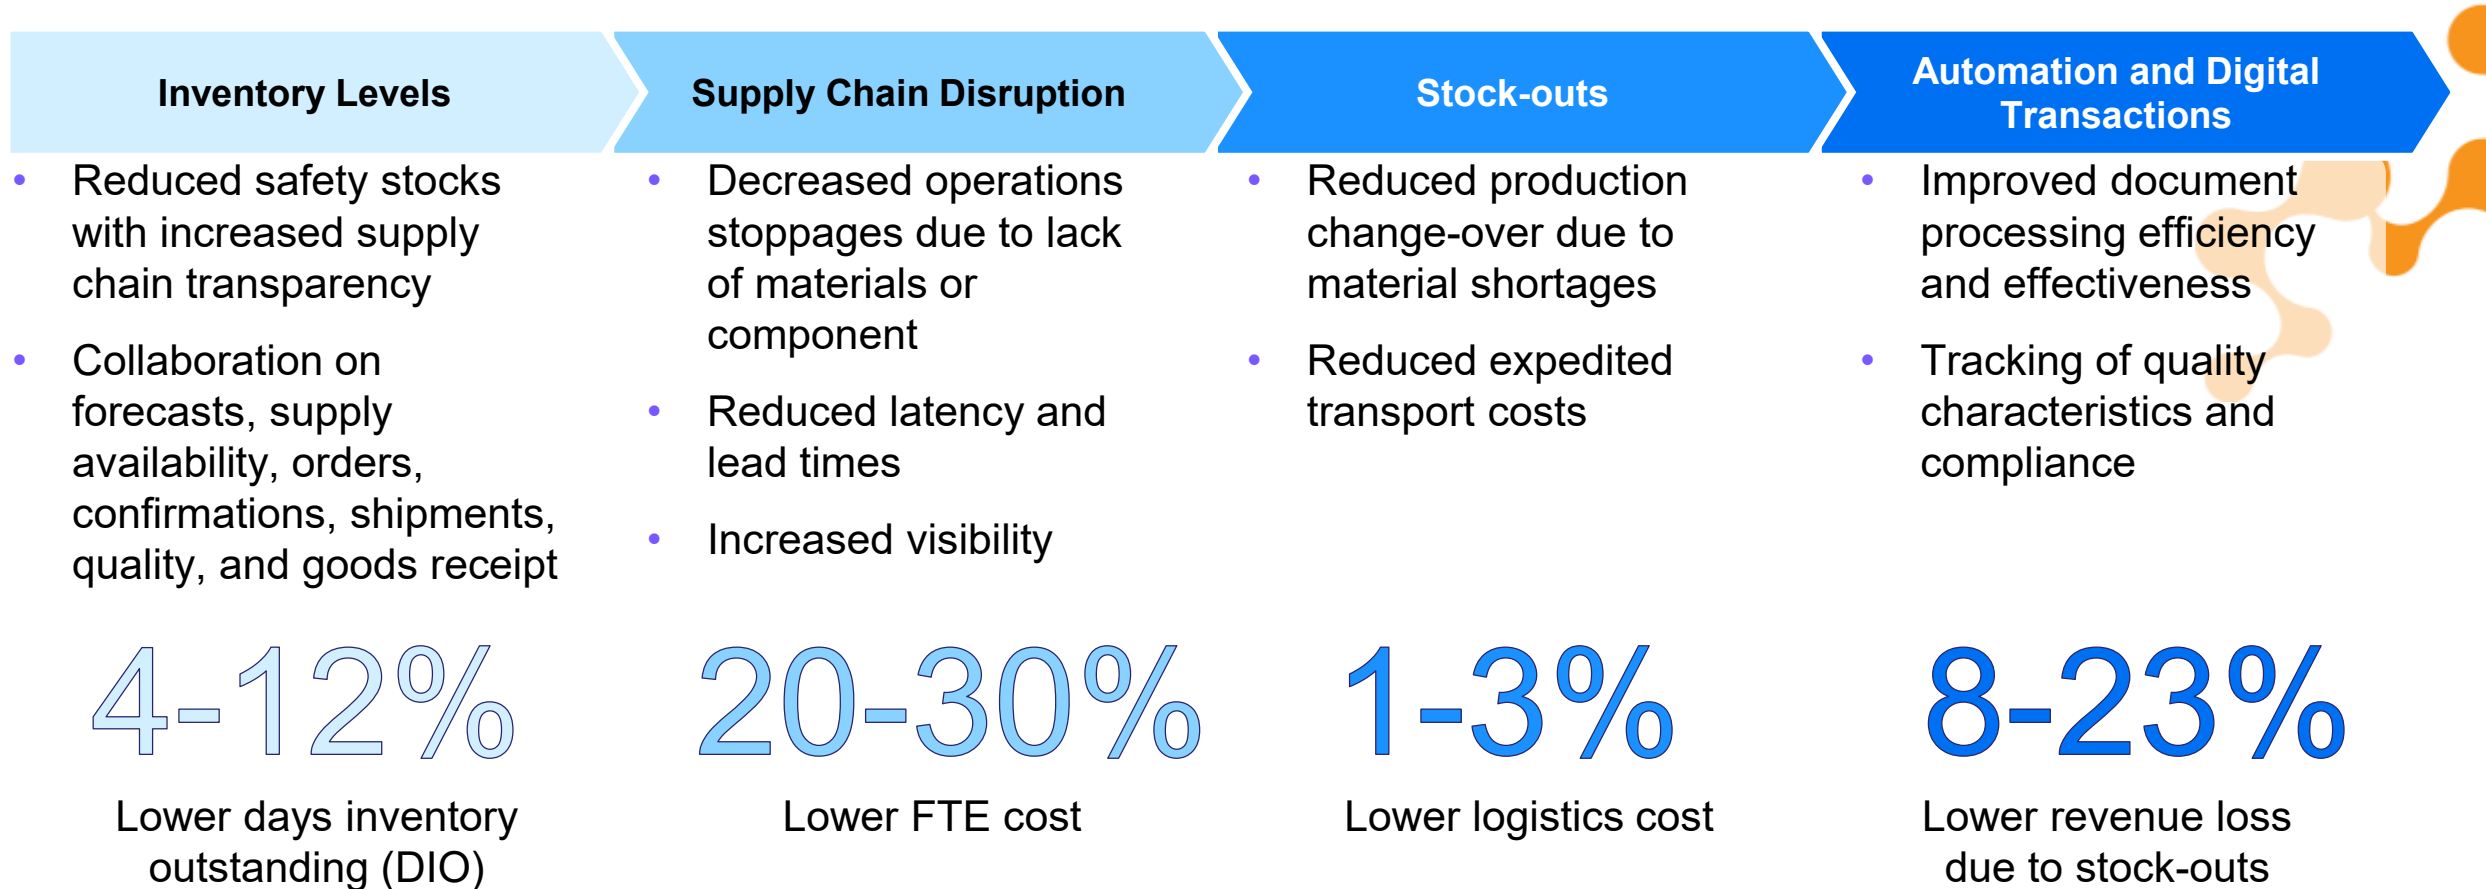 Inventory Levels
Supply Chain Disruption
Stock-outs
Automation and Digital
Transactions
• Reduced safety stocks
with increased supply
chain transparency
• Collaboration on
forecasts, supply
availability, orders,
confirmations, shipments,
quality, and goods receipt
• Decreased operations
stoppages due to lack
of materials or
component
• Reduced latency and
lead times
• Increased visibility
• Reduced production
change-over due to
material shortages
• Reduced expedited
transport costs
• Improved document
processing efficiency
and effectiveness
• Tracking of quality
characteristics and
compliance
4-12%
Lower days inventory
outstanding (DIO)
20-30%
Lower FTE cost
1-3%
Lower logistics cost
8-23%
Lower revenue loss
due to stock-outs